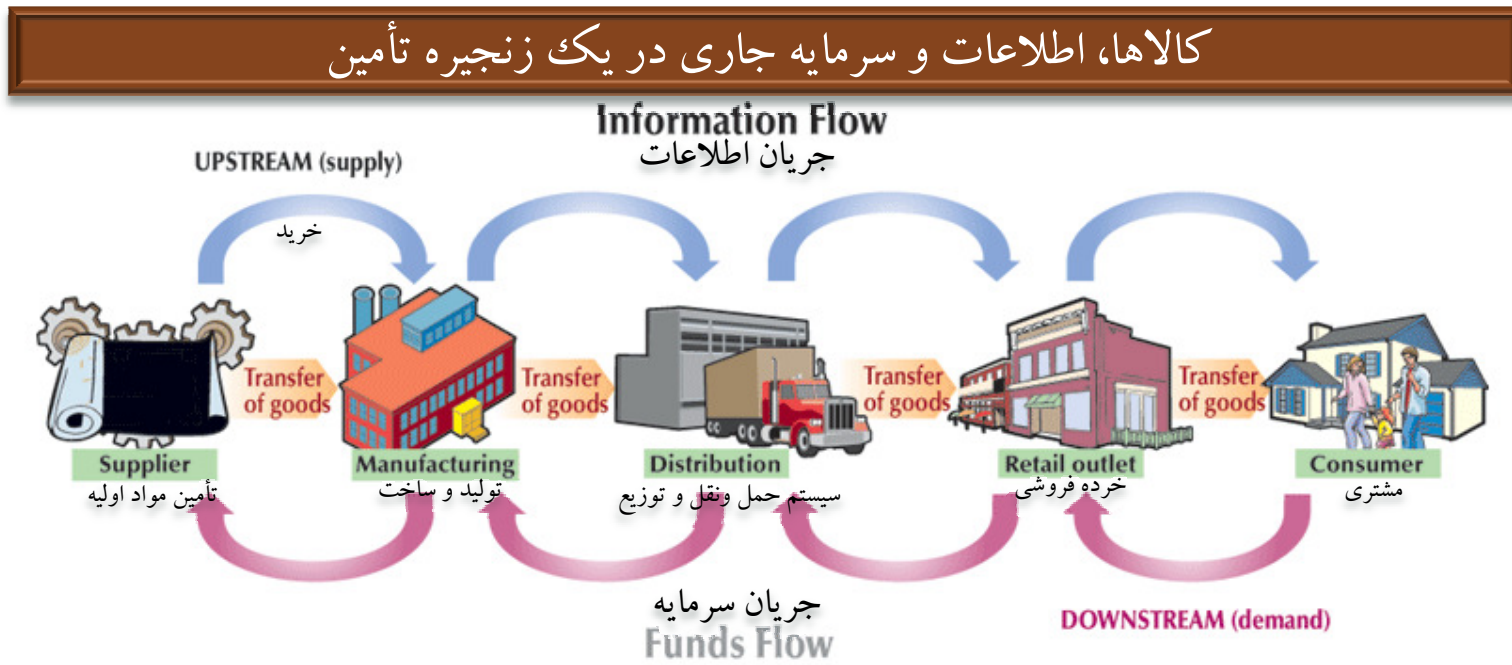 کالاها، اطلاعات و سرمایه جاری در یک زنجیره تأمین
Information Flow
جریان اطلاعات
UPSTREAM (supply)
خرید
Transfer
of goods
Transfer
of goods
Transfer
of goods
Transfer
of goods
Supplier
تأمین مواد اولیه
Manufacturing
تولید و ساخت
Distribution
سیستم حمل ونقل و توزیع
Retail outlet
خرده فروشی
Consumer
مشتری
جریان سرمایه
Funds Flow
DOWNSTREAM (demand)